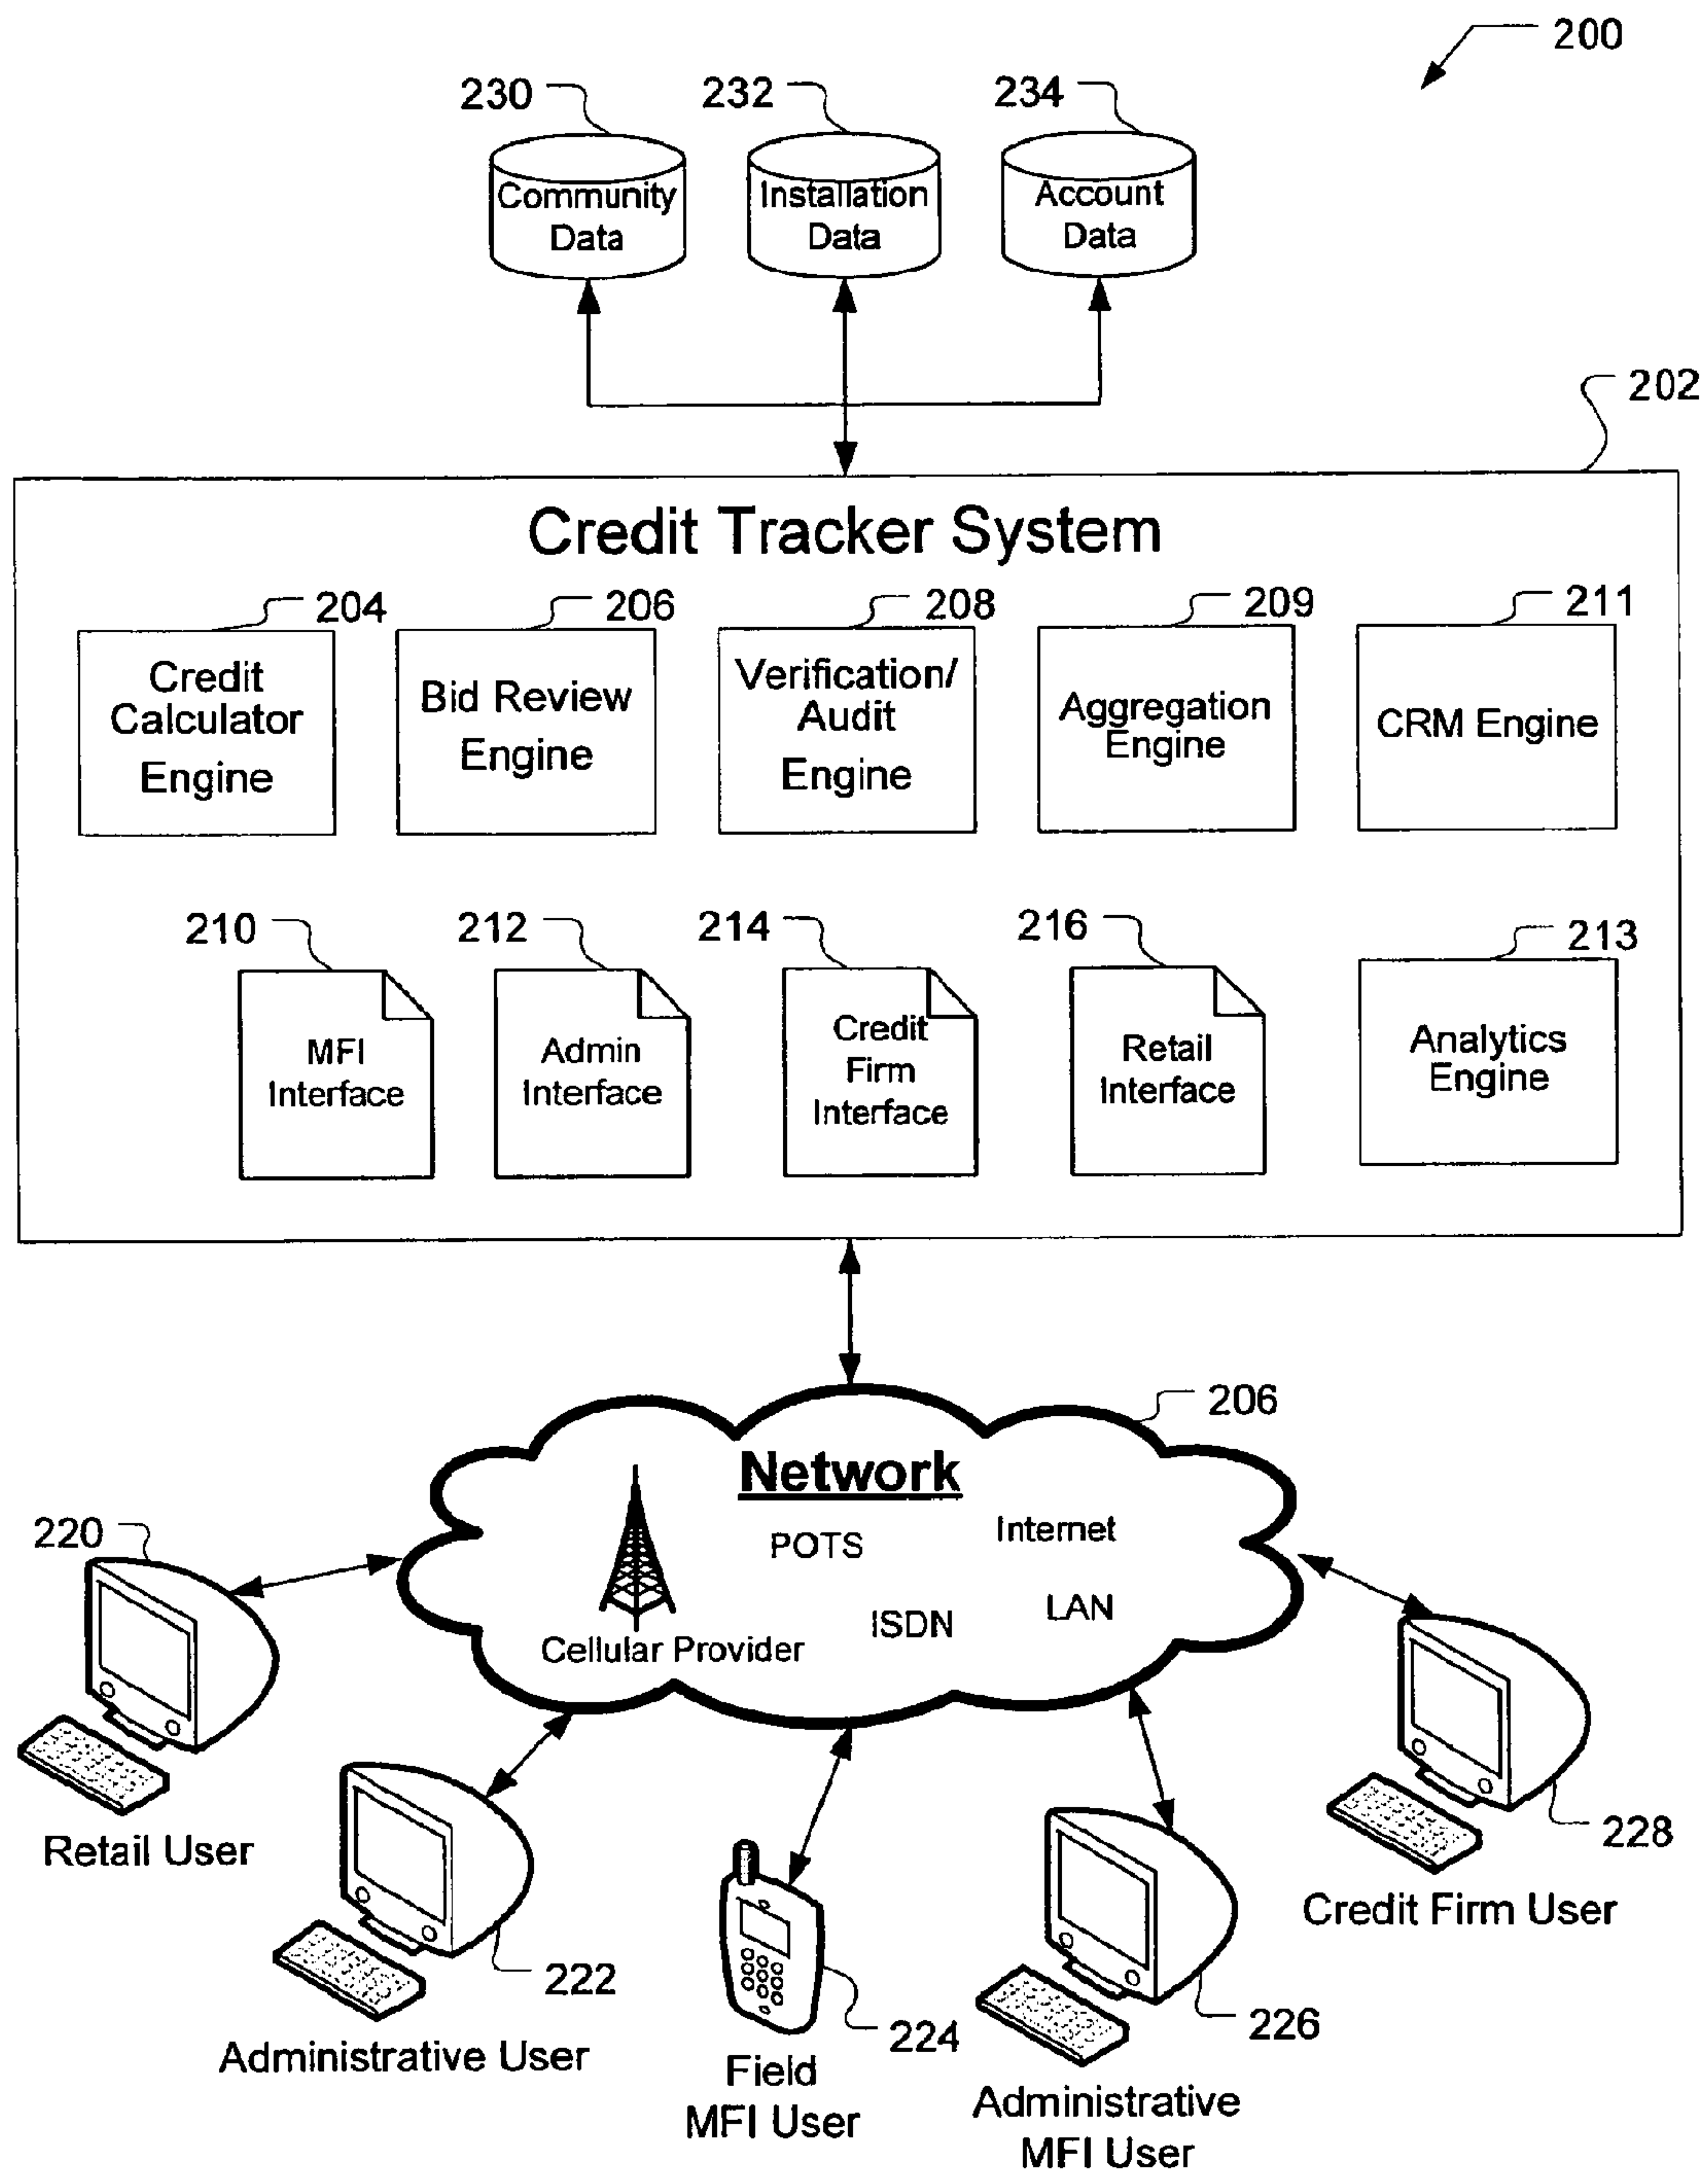 200
230
232
234
Community
Data
Installation
Data
Account
Data
202
Credit Tracker System
204
206
208
209
211
Credit
Calculator
Engine
Bid Review
Engine
Verification/
Audit
Engine
Aggregation
Engine
CRM Engine
210
212
214
216
213
MFI
Interface
Admin
Interface
Credit
Firm
Interface
Retail
Interface
Analytics
Engine
206
Network
POTS
Internet
ISDN
LAN
Cellular Provider
220
Retail User
222
Administrative User
224
Field
MFI User
226
Administrative
MFI User
228
Credit Firm User